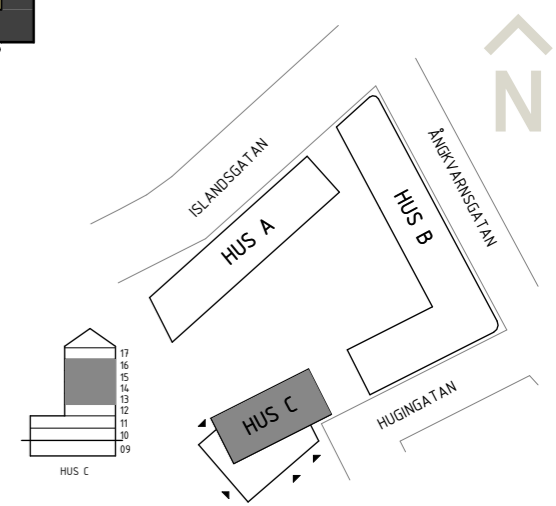 N
ISLANDSGATAN
ÅNGKVARNSGATAN
HUS A
HUS B
HUS C
HUGINGATAN
17
16
15
14
13
12
11
10
09
HUS C